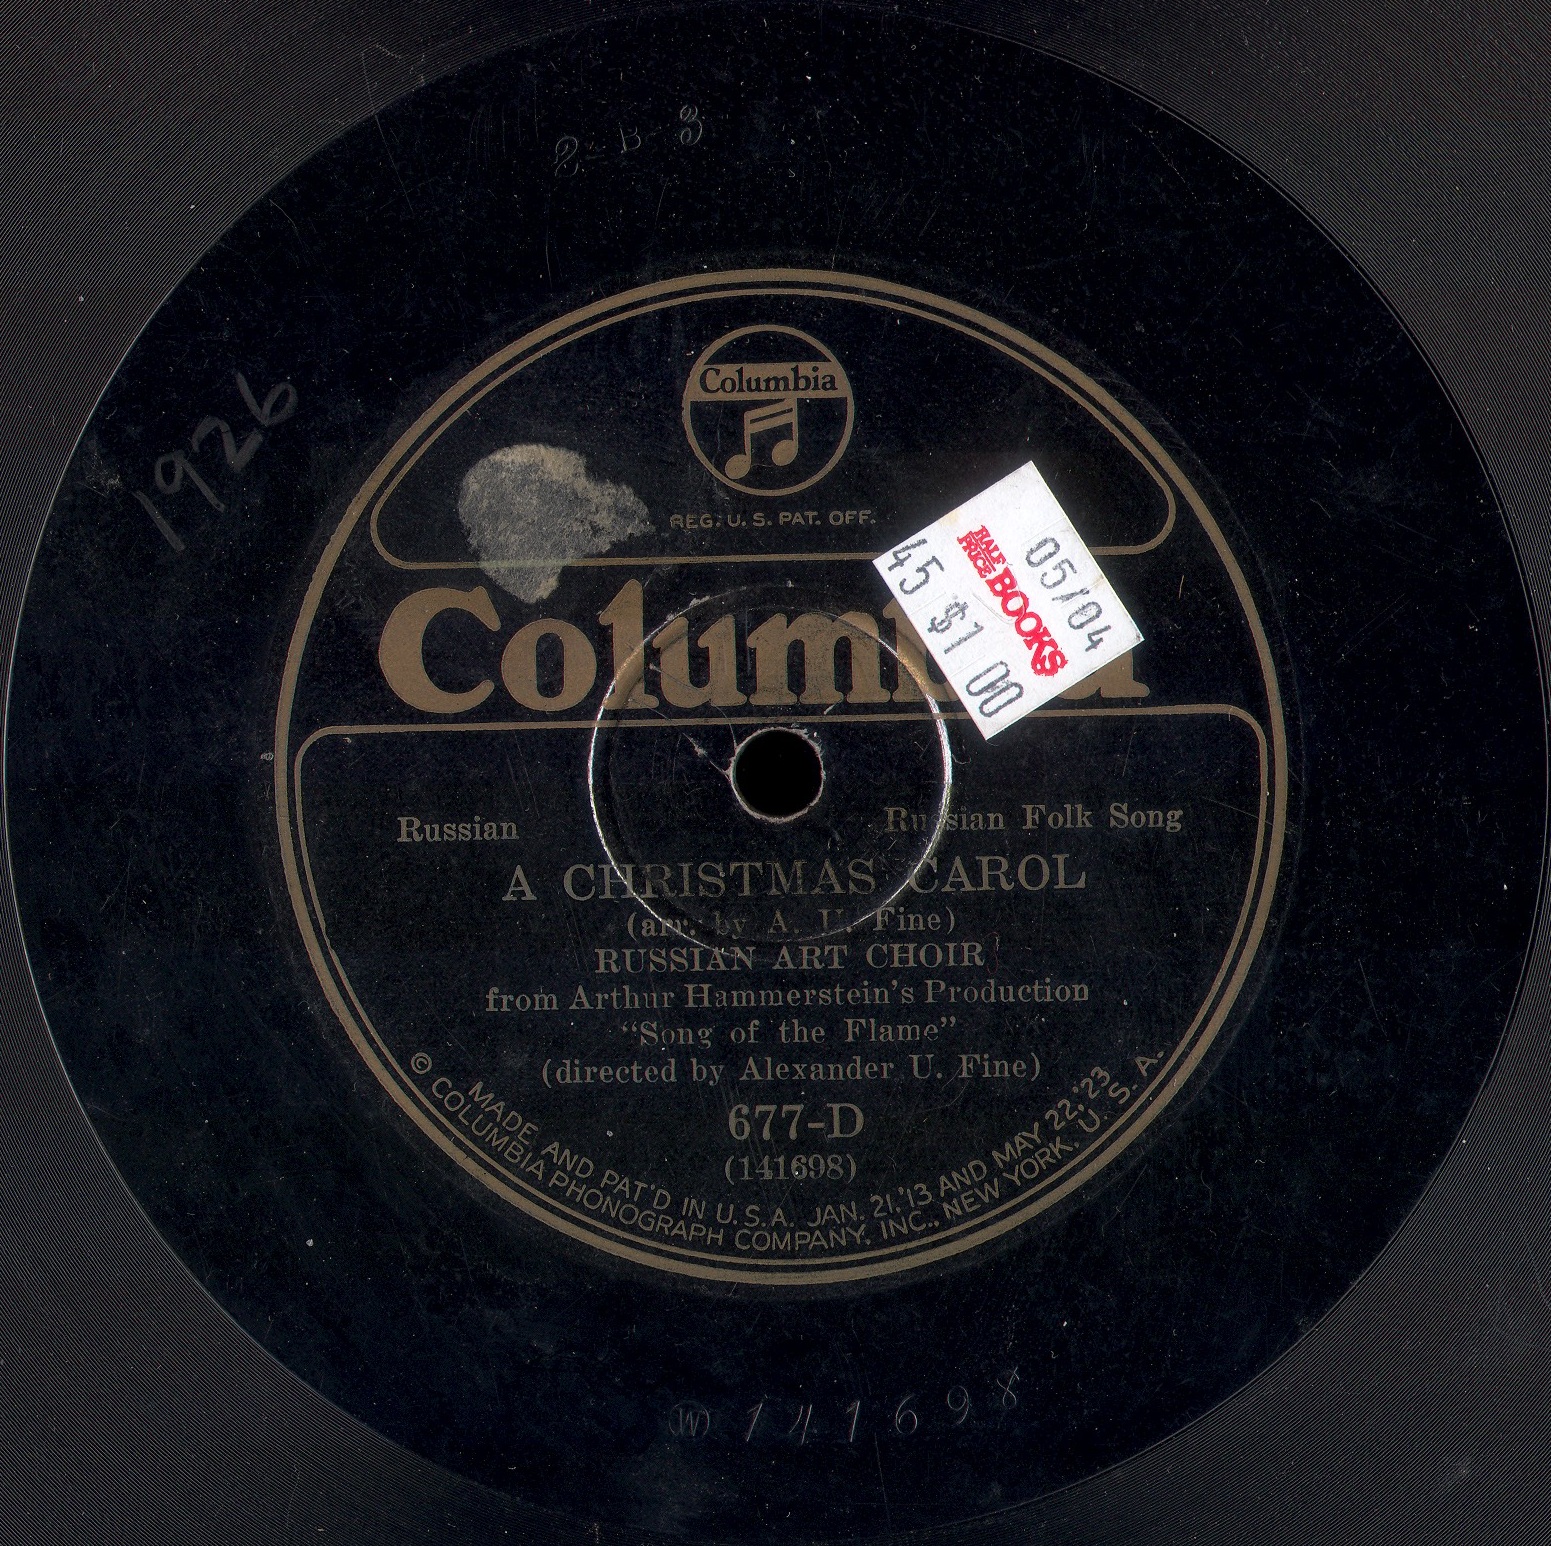 2-B-3
1926
Columbia
REG. U. S. PAT. OFF.
Columbia
05/04
HALF PRICE BOOKS
45 $1 00
Russian
Russian Folk Song
A CHRISTMAS CAROL
(arr. by A. U. Fine)
RUSSIAN ART CHOIR
from Arthur Hammerstein's Production
“Song of the Flame”
(directed by Alexander U. Fine)
677-D
(141698)
MADE AND PAT'D IN U.S.A. JAN. 21,'13 AND MAY 22,'23
© COLUMBIA PHONOGRAPH COMPANY, INC., NEW YORK, U. S. A.
W 141698